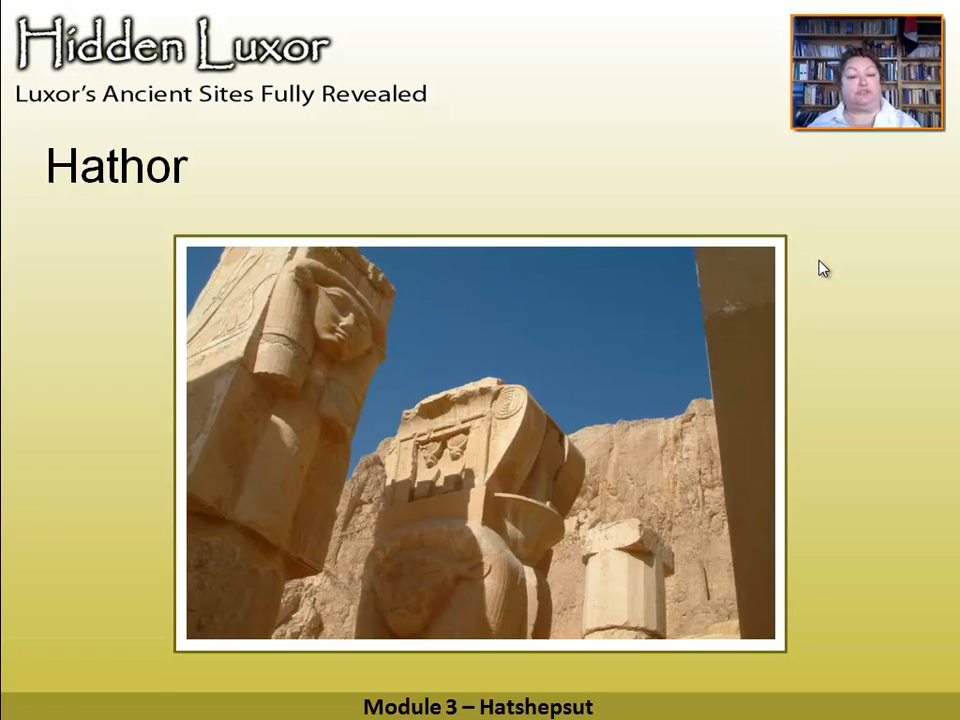 Hidden Luxor
Luxor's Ancient Sites Fully Revealed
Hathor
Module 3 – Hatshepsut